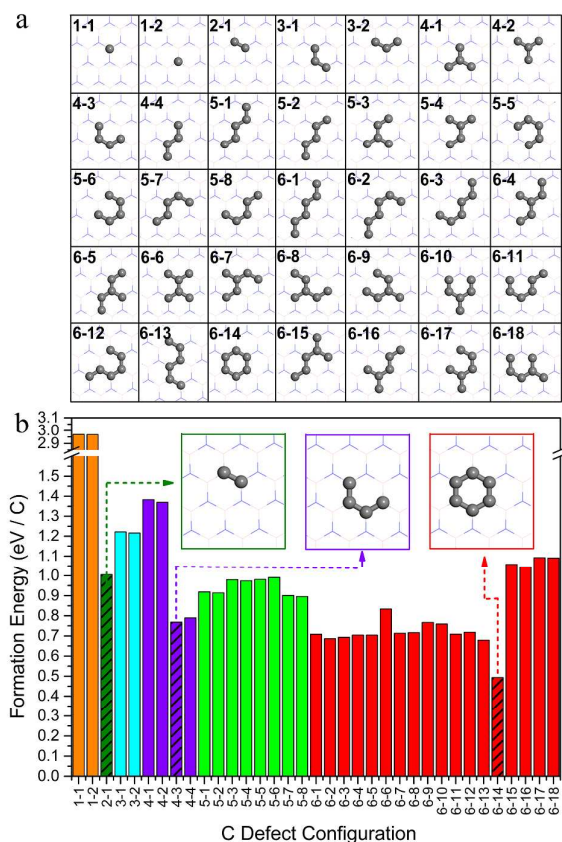 a
1-1 1-2 2-1 3-1 3-2 4-1 4-2
4-3 4-4 5-1 5-2 5-3 5-4 5-5
5-6 5-7 5-8 6-1 6-2 6-3 6-4
6-5 6-6 6-7 6-8 6-9 6-10 6-11
6-12 6-13 6-14 6-15 6-16 6-17 6-18
b
Formation Energy (eV / C)
3.1
3.0
2.9
1.5
1.4
1.3
1.2
1.1
1.0
0.9
0.8
0.7
0.6
0.5
0.4
0.3
0.2
0.1
0.0
1-1 1-2 2-1 3-1 3-2 4-1 4-2 4-3 4-4 5-1 5-2 5-3 5-4 5-5 5-6 5-7 5-8 6-1 6-2 6-3 6-4 6-5 6-6 6-7 6-8 6-9 6-10 6-11 6-12 6-13 6-14 6-15 6-16 6-17 6-18
C Defect Configuration